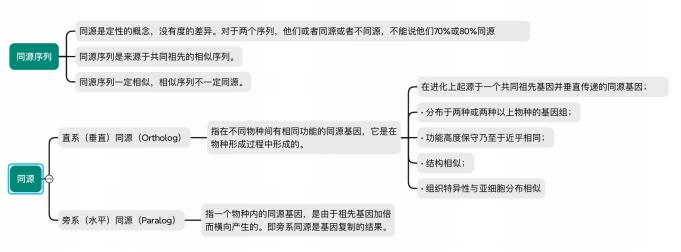 同源序列
同源是定性的概念，没有度的差异。对于两个序列，他们或者同源或者不同源，不能说他们70%或80%同源
同源序列是来源于共同祖先的相似序列。
同源序列一定相似，相似序列不一定同源。
同源
直系（垂直）同源（Ortholog）
指在不同物种间有相同功能的同源基因，它是在
物种形成过程中形成的。
在进化上起源于一个共同祖先基因并垂直传递的同源基因；
· 分布于两种或两种以上物种的基因组；
· 功能高度保守乃至于近乎相同；
· 结构相似；
· 组织特异性与亚细胞分布相似
旁系（水平）同源（Paralog）
指一个物种内的同源基因，是由于祖先基因加倍
而横向产生的。即旁系同源是基因复制的结果。